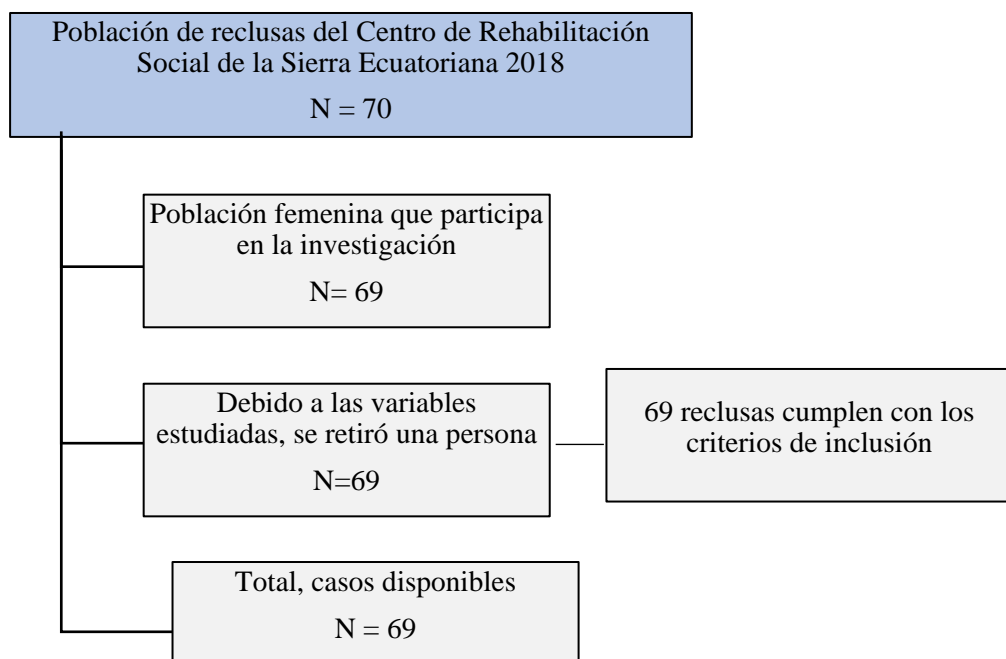 Población de reclusas del Centro de Rehabilitación
Social de la Sierra Ecuatoriana 2018
N = 70
Población femenina que participa
en la investigación
N= 69
Debido a las variables
estudiadas, se retiró una persona
N=69
69 reclusas cumplen con los
criterios de inclusión
Total, casos disponibles
N = 69